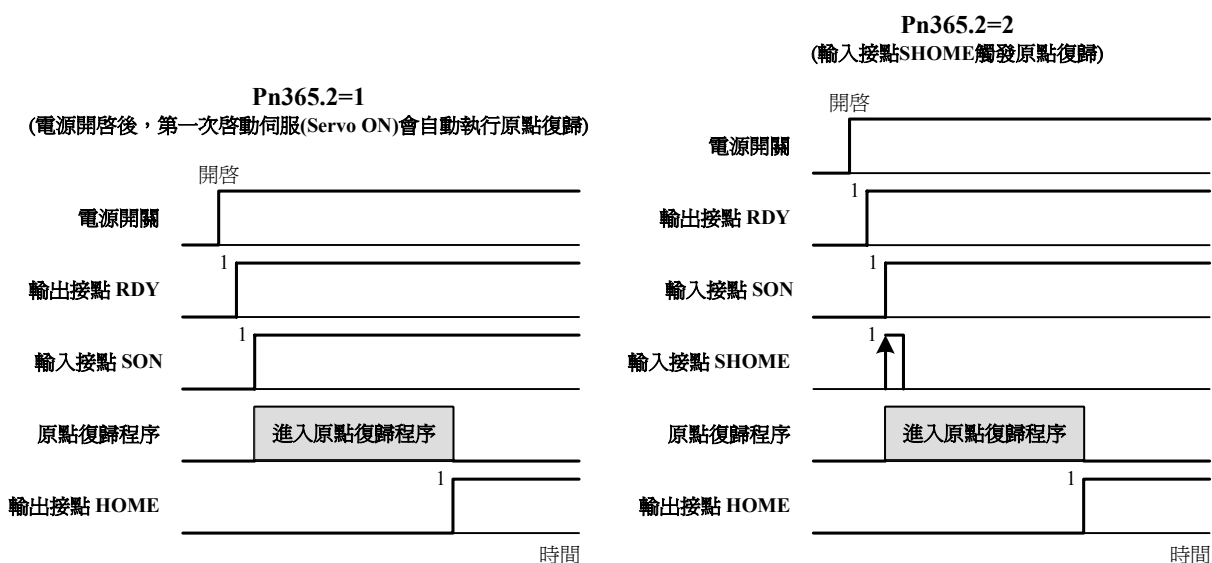 Pn365.2=1
(電源開啓後，第一次啓動伺服(Servo ON)會自動執行原點復歸)
開啓
電源開關
1
輸出接點 RDY
1
輸入接點 SON
原點復歸程序
進入原點復歸程序
1
輸出接點 HOME
時間
Pn365.2=2
(輸入接點SHOME觸發原點復歸)
開啓
電源開關
1
輸出接點 RDY
1
輸入接點 SON
1
輸入接點 SHOME
原點復歸程序
進入原點復歸程序
1
輸出接點 HOME
時間